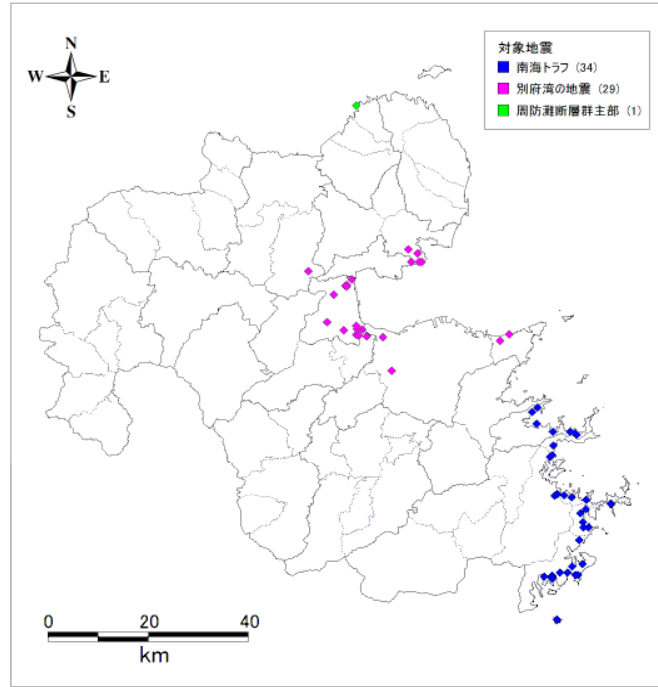 N
W E
S
対象地震
南海トラフ (34)
別府湾の地震 (29)
周防灘断層群主部 (1)
0 20 40
km